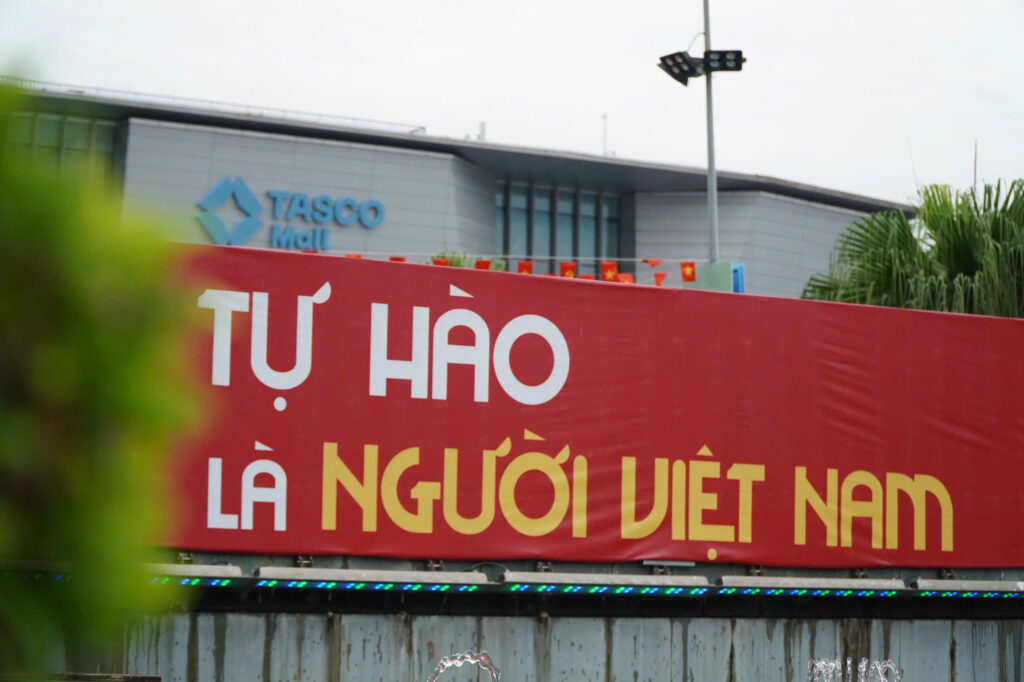 TASCO
Mall
TỰ HÀO
LÀ NGƯỜI VIỆT NAM